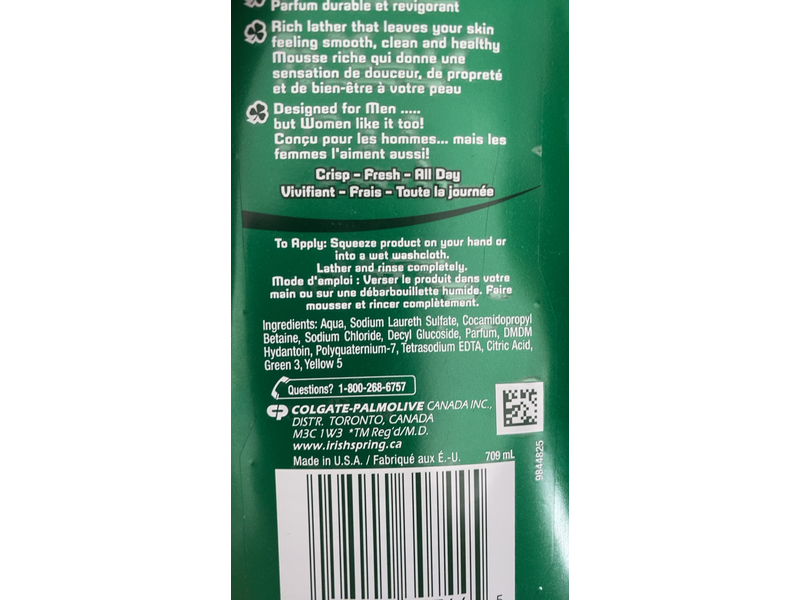 Parfum durable et revigorant
Rich lather that leaves your skin
feeling smooth, clean and healthy
Mousse riche qui donne une
sensation de douceur, de propreté
et de bien-être à votre peau
Designed for Men .....
but Women like it too!
Conçu pour les hommes... mais les
femmes l'aiment aussi!
Crisp - Fresh - All Day
Vivifiant - Frais - Toute la journée
To Apply: Squeeze product on your hand or
into a wet washcloth.
Lather and rinse completely.
Mode d'emploi : Verser le produit dans votre
main ou sur une débarbouillette humide. Faire
mousser et rincer complètement.
Ingredients: Aqua, Sodium Laureth Sulfate, Cocamidopropyl
Betaine, Sodium Chloride, Decyl Glucoside, Parfum, DMDM
Hydantoin, Polyquaternium-7, Tetrasodium EDTA, Citric Acid,
Green 3, Yellow 5
Questions? 1-800-268-6757
CP COLGATE-PALMOLIVE CANADA INC.,
DIST'R. TORONTO, CANADA
M3C 1W3 *TM Reg'd/M.D.
www.irishspring.ca
Made in U.S.A. / Fabriqué aux É.-U. 709 mL
9844825